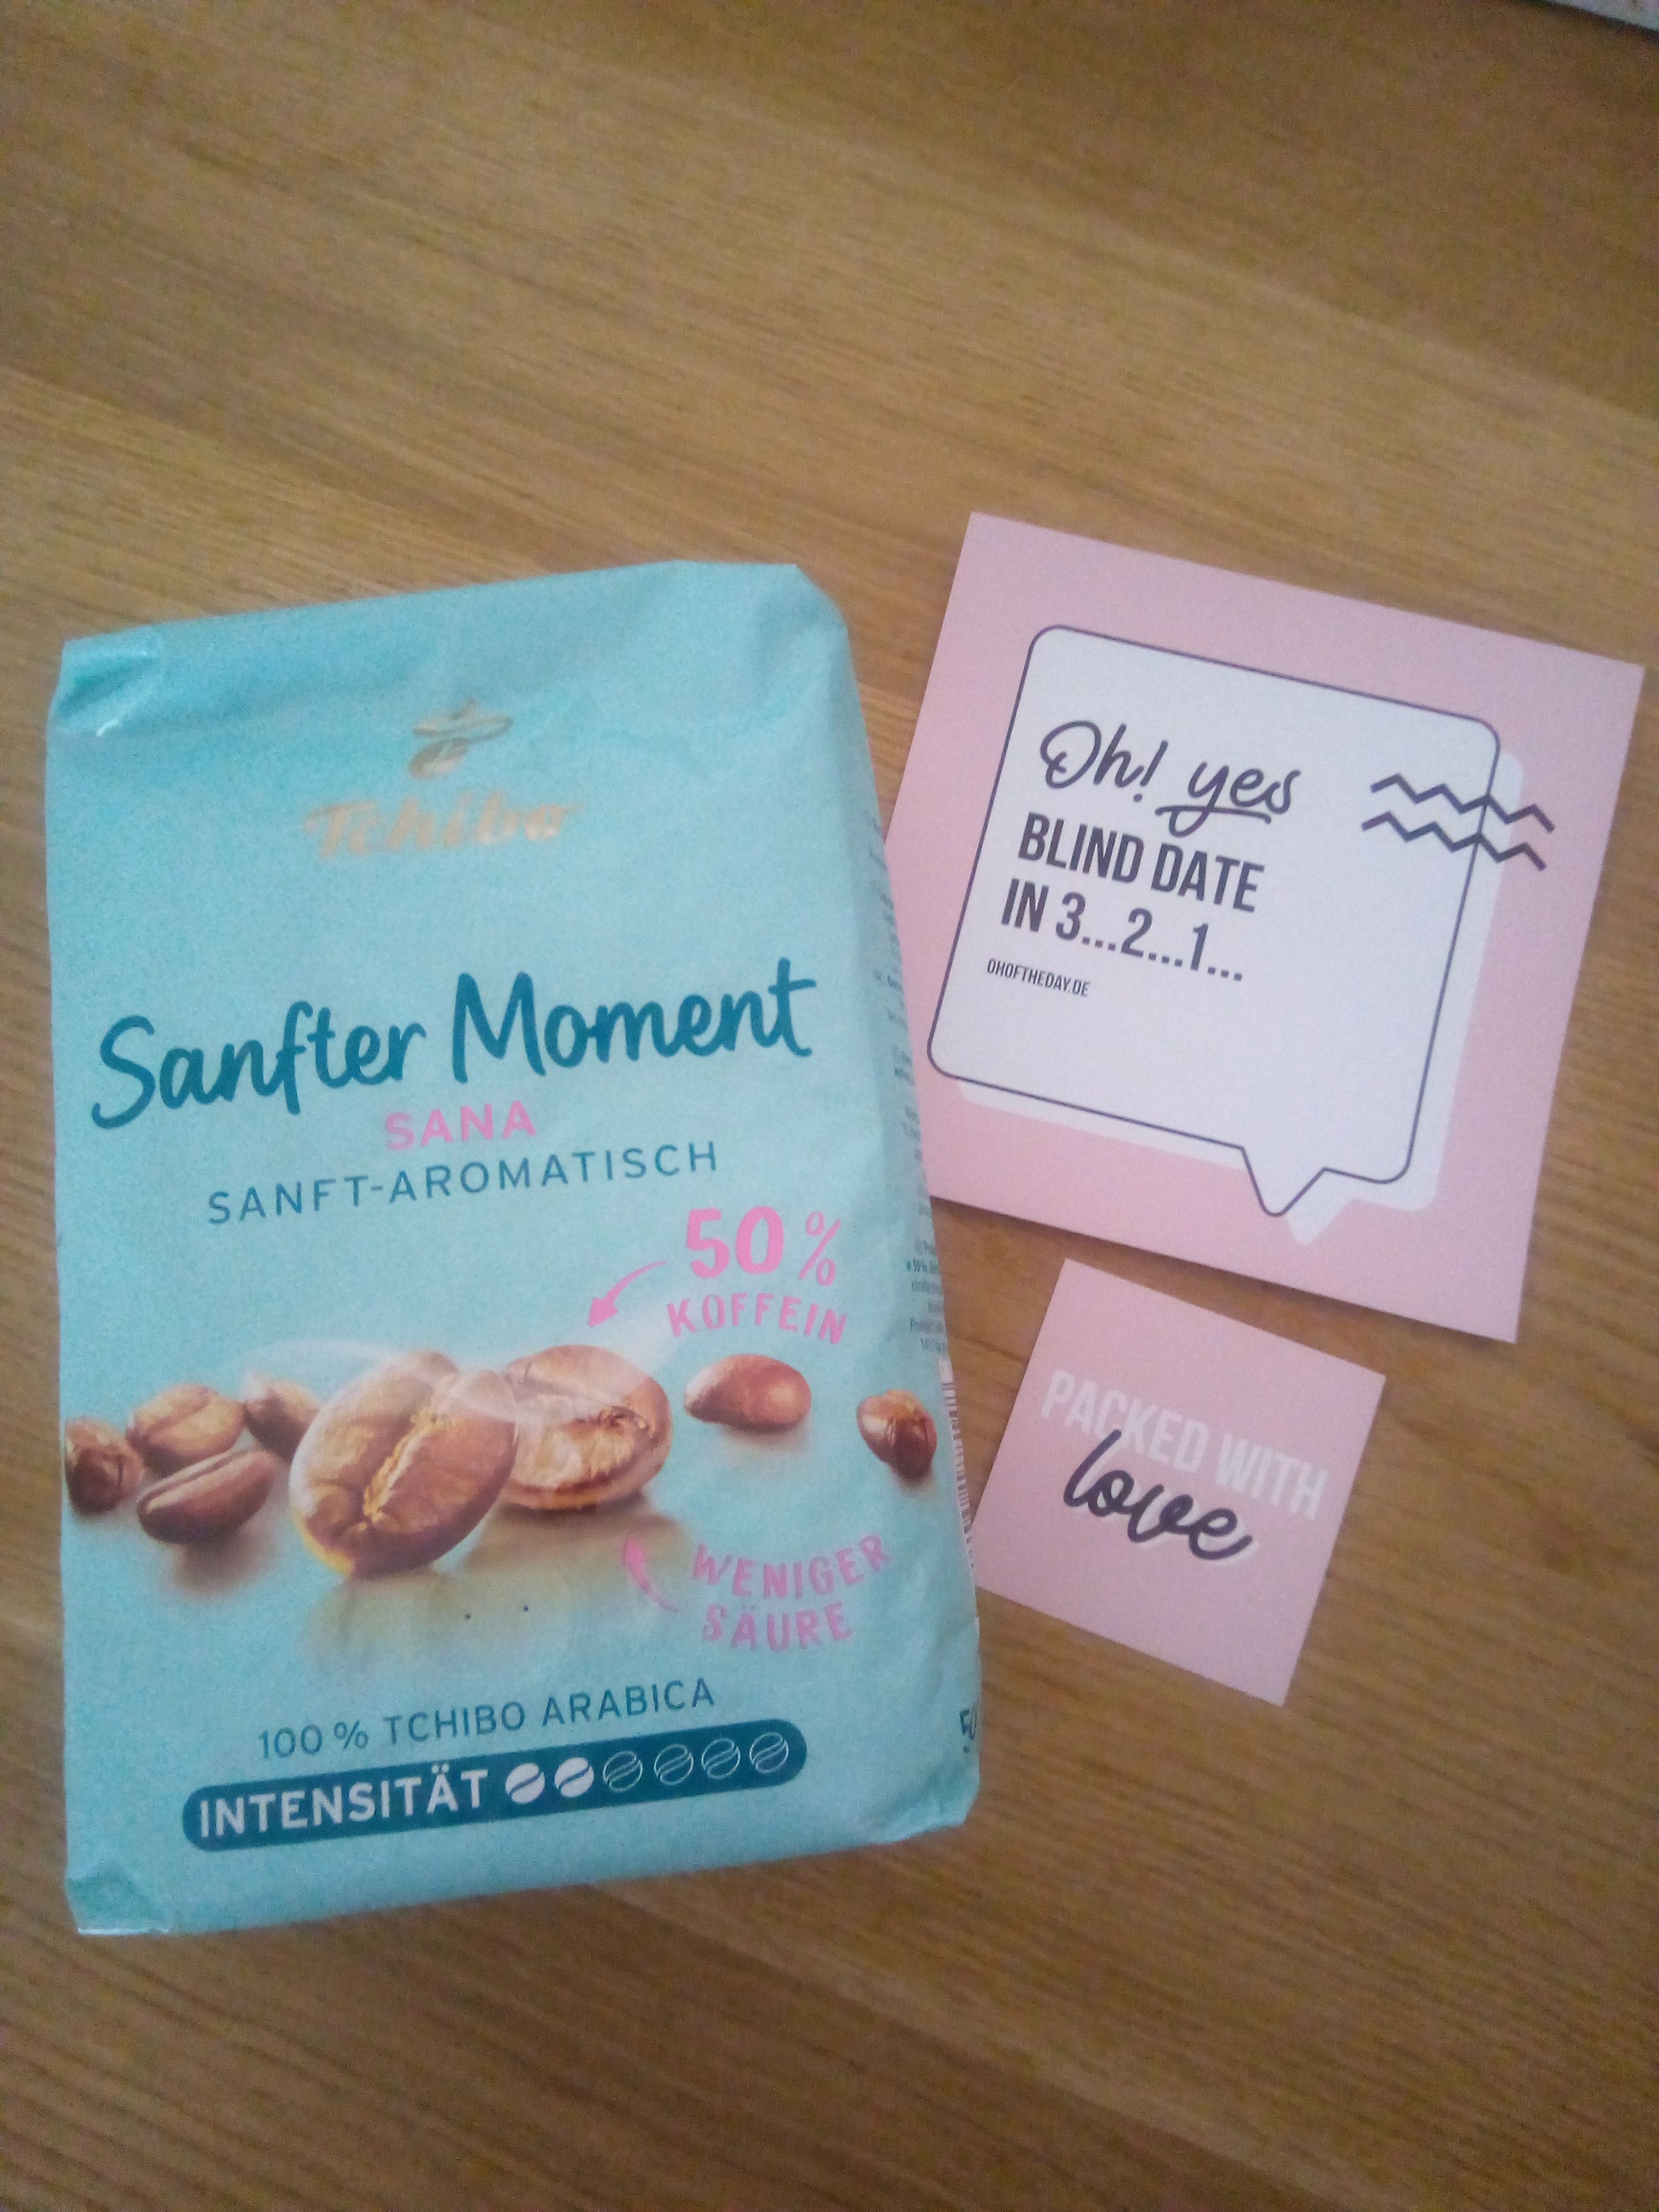 Tchibo
Sanfter Moment
SANA
SANFT-AROMATISCH
50%
KOFFEIN
WENIGER
SÄURE
100% TCHIBO ARABICA
INTENSITÄT
Oh! yes
BLIND DATE
IN 3...2...1...
OHOFTHEDAY.DE
PACKED WITH
love